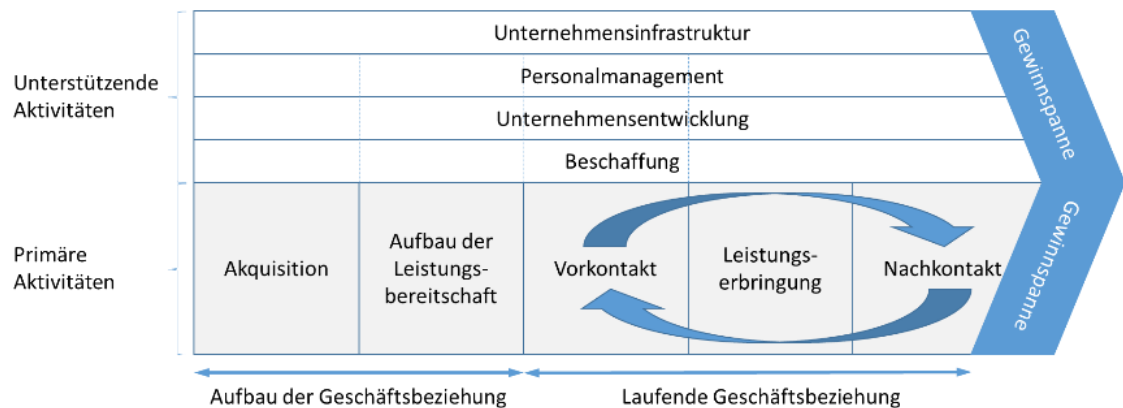 Unterstützende
Aktivitäten
Unternehmensinfrastruktur
Personalmanagement
Unternehmensentwicklung
Beschaffung
Gewinnspanne
Primäre
Aktivitäten
Akquisition
Aufbau der
Leistungs-
bereitschaft
Vorkontakt
Leistungs-
erbringung
Nachkontakt
Gewinnspanne
Aufbau der Geschäftsbeziehung
Laufende Geschäftsbeziehung